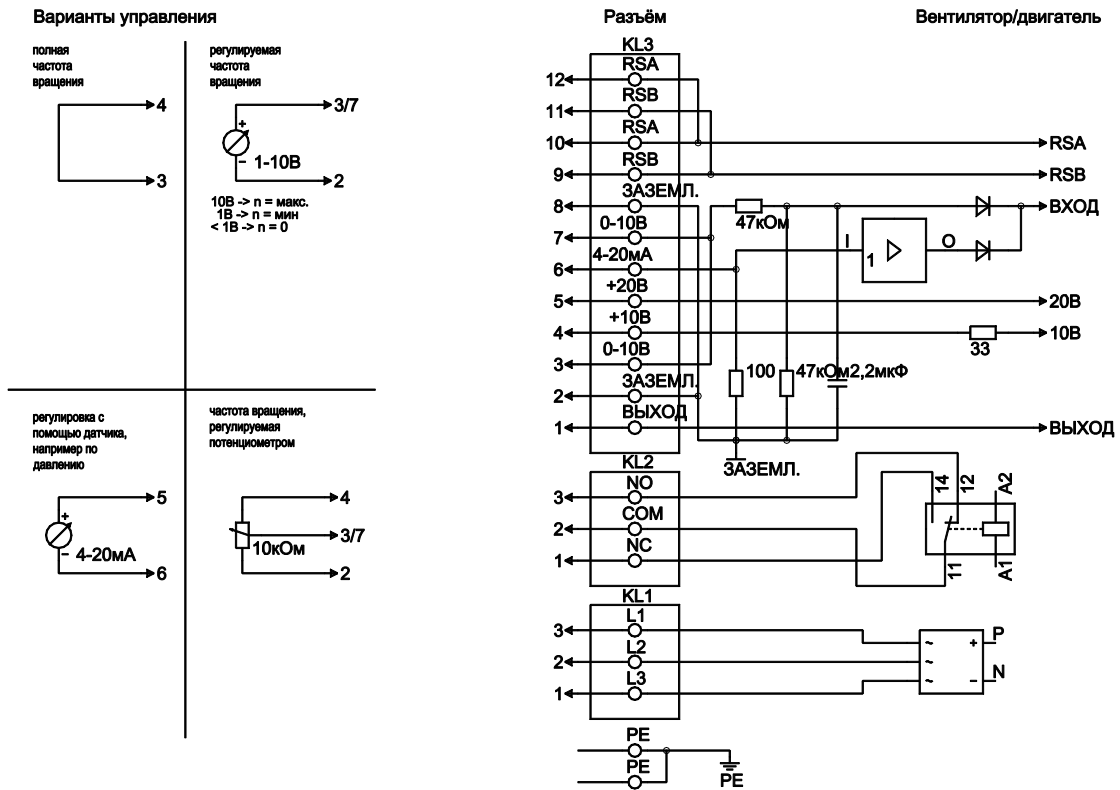 Варианты управления
Разъём
Вентилятор/двигатель
полная
частота
вращения
4
3
регулируемая
частота
вращения
3/7
+
−
1-10В
2
10В -> n = макс.
1В -> n = мин
< 1В -> n = 0
регулировка с
помощью датчика,
например по
давлению
5
+
−
4-20мА
6
частота вращения,
регулируемая
потенциометром
4
3/7
10кОм
2
KL3
12 RSA
11 RSB
10 RSA RSA
9 RSB RSB
8 ЗАЗЕМЛ. ВХОД
47кОм
7 0-10В
I 1 O
6 4-20мА
5 +20В 20В
4 +10В 10В
33
3 0-10В
100 47кОм 2,2мкФ
2 ЗАЗЕМЛ.
1 ВЫХОД ВЫХОД
ЗАЗЕМЛ.
KL2
3 NO
2 COM
1 NC
14 12 A2
11 A1
KL1
3 L1
2 L2
1 L3
~ + P
~
~ − N
PE
PE
PE